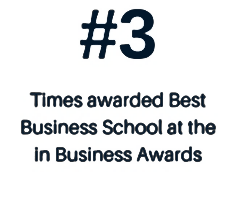 #3
Times awarded Best
Business School at the
in Business Awards